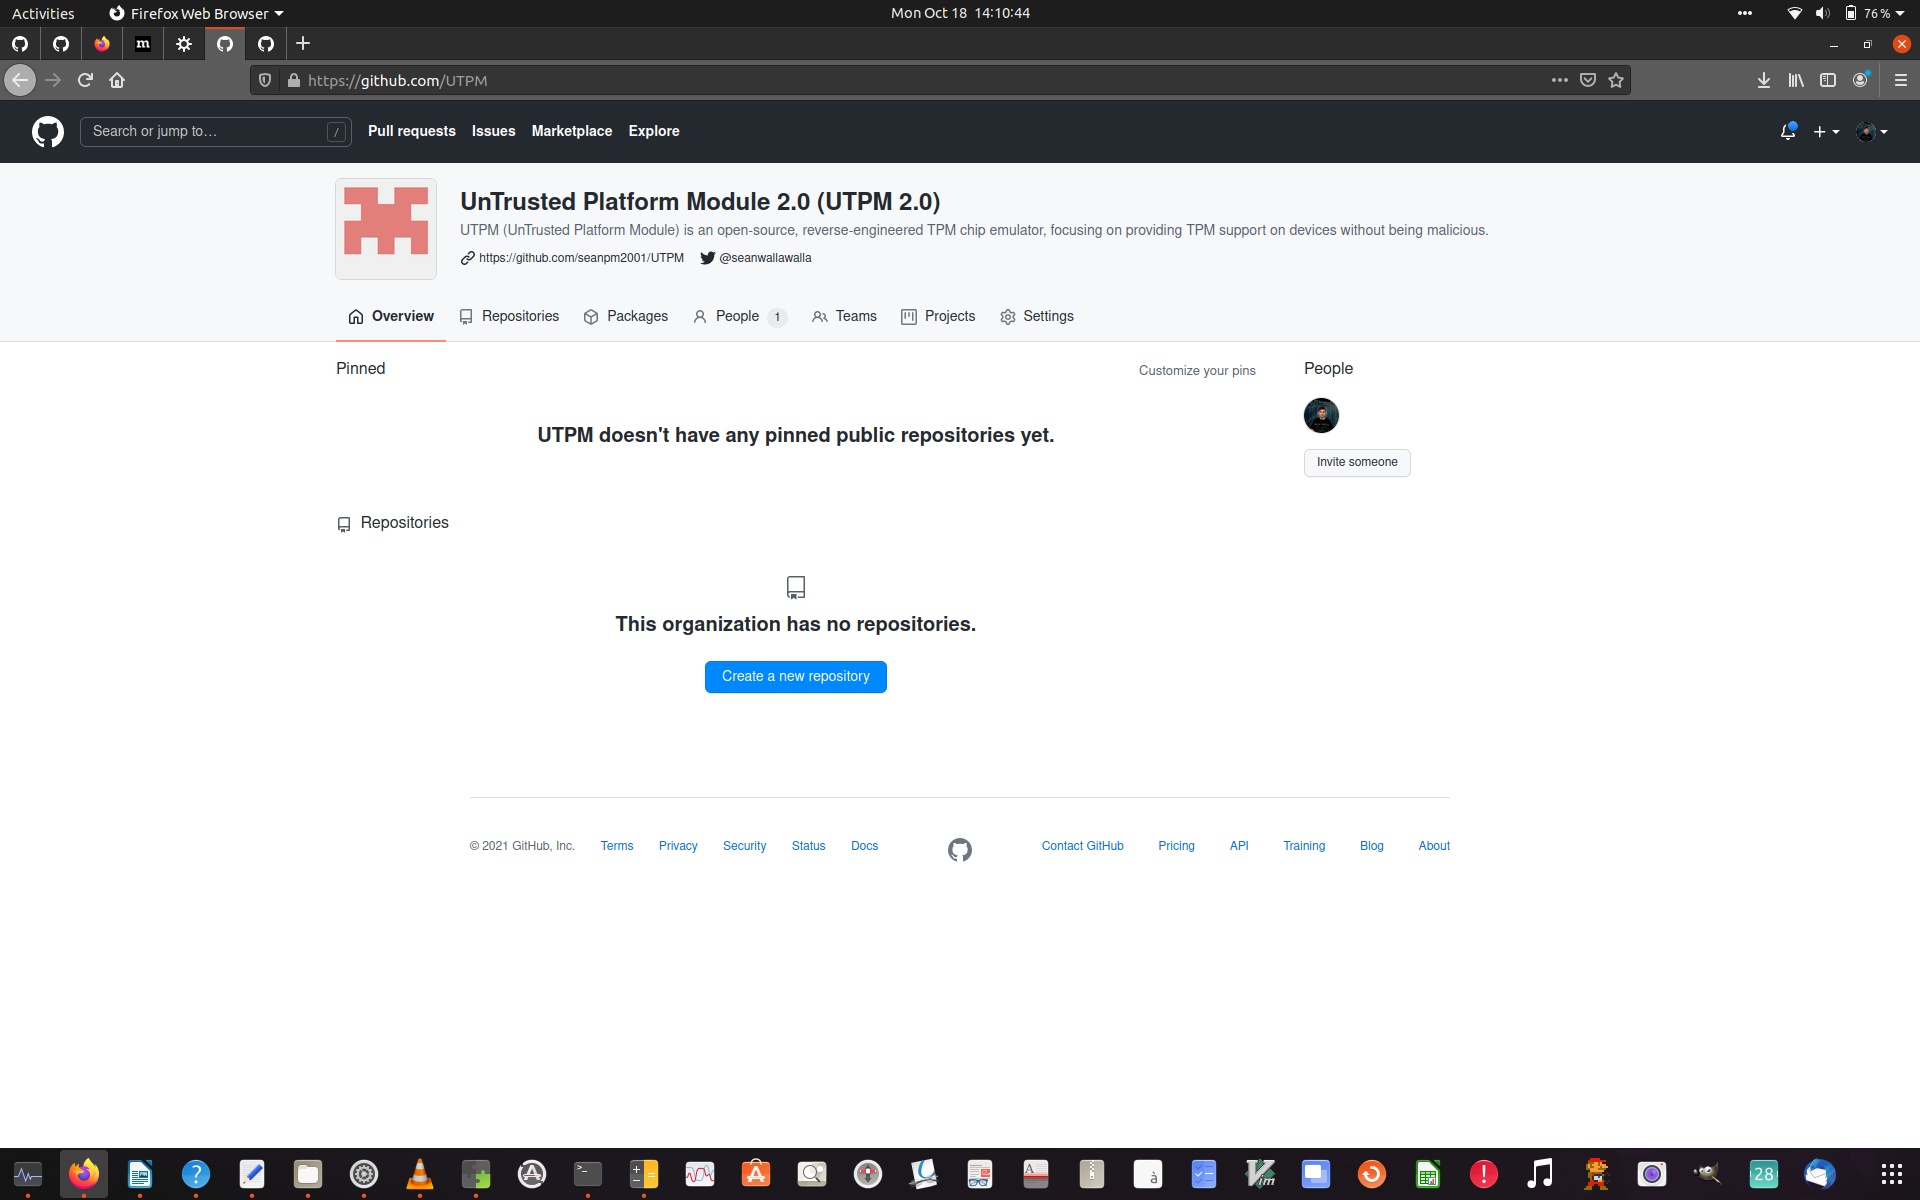 Activities Firefox Web Browser Mon Oct 18 14:10:44 76 %
https://github.com/UTPM
Search or jump to… / Pull requests Issues Marketplace Explore
UnTrusted Platform Module 2.0 (UTPM 2.0)
UTPM (UnTrusted Platform Module) is an open-source, reverse-engineered TPM chip emulator, focusing on providing TPM support on devices without being malicious.
https://github.com/seanpm2001/UTPM @seanwallawalla
Overview Repositories Packages People 1 Teams Projects Settings
Pinned Customize your pins People
UTPM doesn't have any pinned public repositories yet.
Invite someone
Repositories
This organization has no repositories.
Create a new repository
© 2021 GitHub, Inc. Terms Privacy Security Status Docs Contact GitHub Pricing API Training Blog About
28